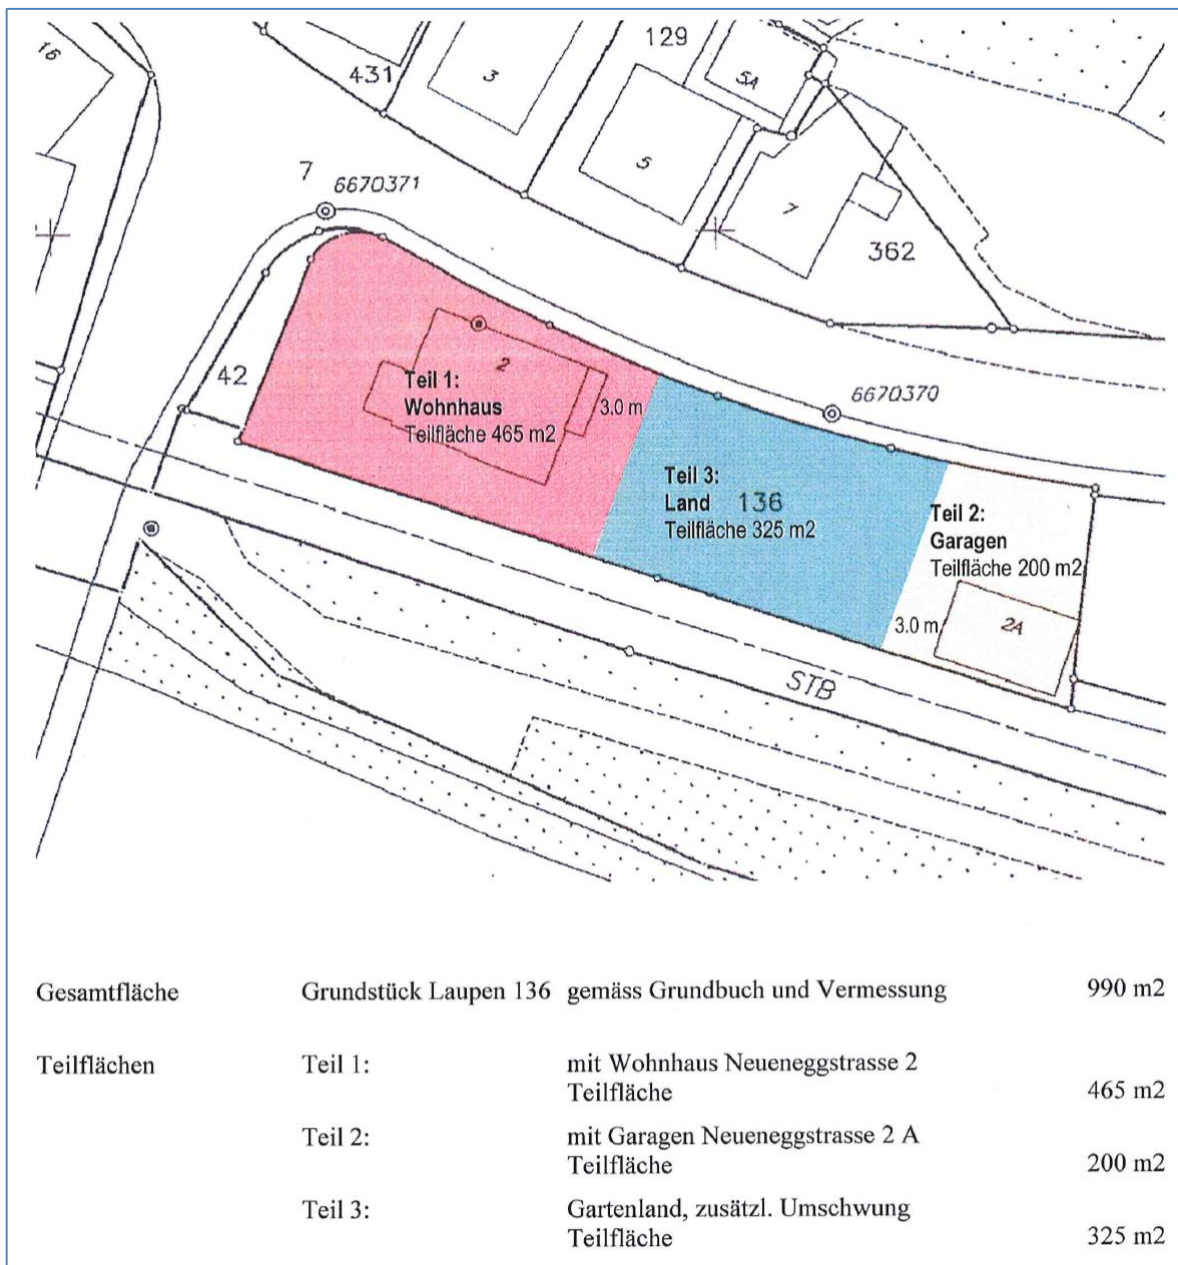 16
431
3
129
5A
5
7
7
6670371
362
42
2
Teil 1:
Wohnhaus
Teilfläche 465 m2
3.0 m
6670370
Teil 3:
Land 136
Teilfläche 325 m2
Teil 2:
Garagen
Teilfläche 200 m2
3.0 m
2A
STB
Gesamtfläche Grundstück Laupen 136 gemäss Grundbuch und Vermessung 990 m2
Teilflächen Teil 1: mit Wohnhaus Neueneggstrasse 2
Teilfläche 465 m2
Teil 2: mit Garagen Neueneggstrasse 2 A
Teilfläche 200 m2
Teil 3: Gartenland, zusätzl. Umschwung
Teilfläche 325 m2